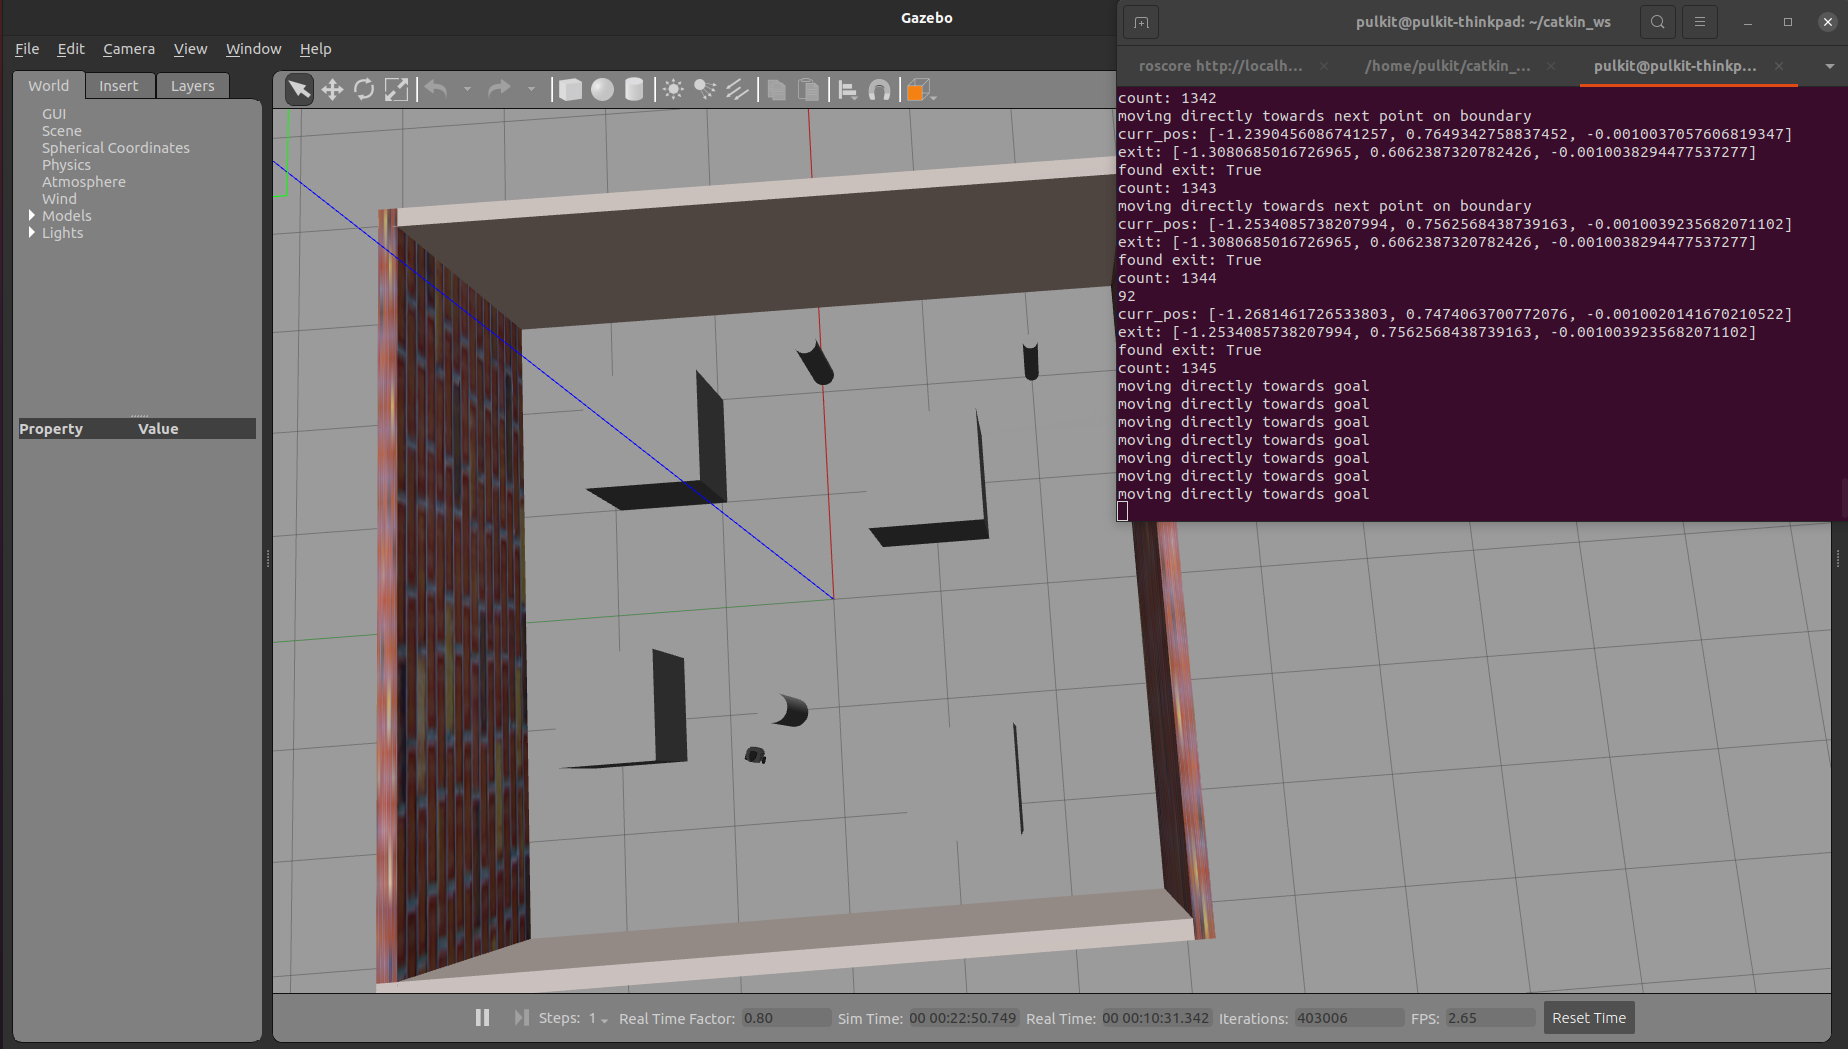 Gazebo
File Edit Camera View Window Help
World Insert Layers
GUI
Scene
Spherical Coordinates
Physics
Atmosphere
Wind
Models
Lights
Property Value
pulkit@pulkit-thinkpad: ~/catkin_ws
roscore http://localh... /home/pulkit/catkin_... pulkit@pulkit-thinkp...
count: 1342
moving directly towards next point on boundary
curr_pos: [-1.2390456086741257, 0.7649342758837452, -0.0010037057606819347]
exit: [-1.3080685016726965, 0.6062387320782426, -0.0010038294477537277]
found exit: True
count: 1343
moving directly towards next point on boundary
curr_pos: [-1.2534085738207994, 0.7562568438739163, -0.0010039235682071102]
exit: [-1.3080685016726965, 0.6062387320782426, -0.0010038294477537277]
found exit: True
count: 1344
92
curr_pos: [-1.2681461726533803, 0.7474063700772076, -0.0010020141670210522]
exit: [-1.2534085738207994, 0.7562568438739163, -0.0010039235682071102]
found exit: True
count: 1345
moving directly towards goal
moving directly towards goal
moving directly towards goal
moving directly towards goal
moving directly towards goal
moving directly towards goal
moving directly towards goal
Steps: 1 Real Time Factor: 0.80 Sim Time: 00 00:22:50.749 Real Time: 00 00:10:31.342 Iterations: 403006 FPS: 2.65 Reset Time